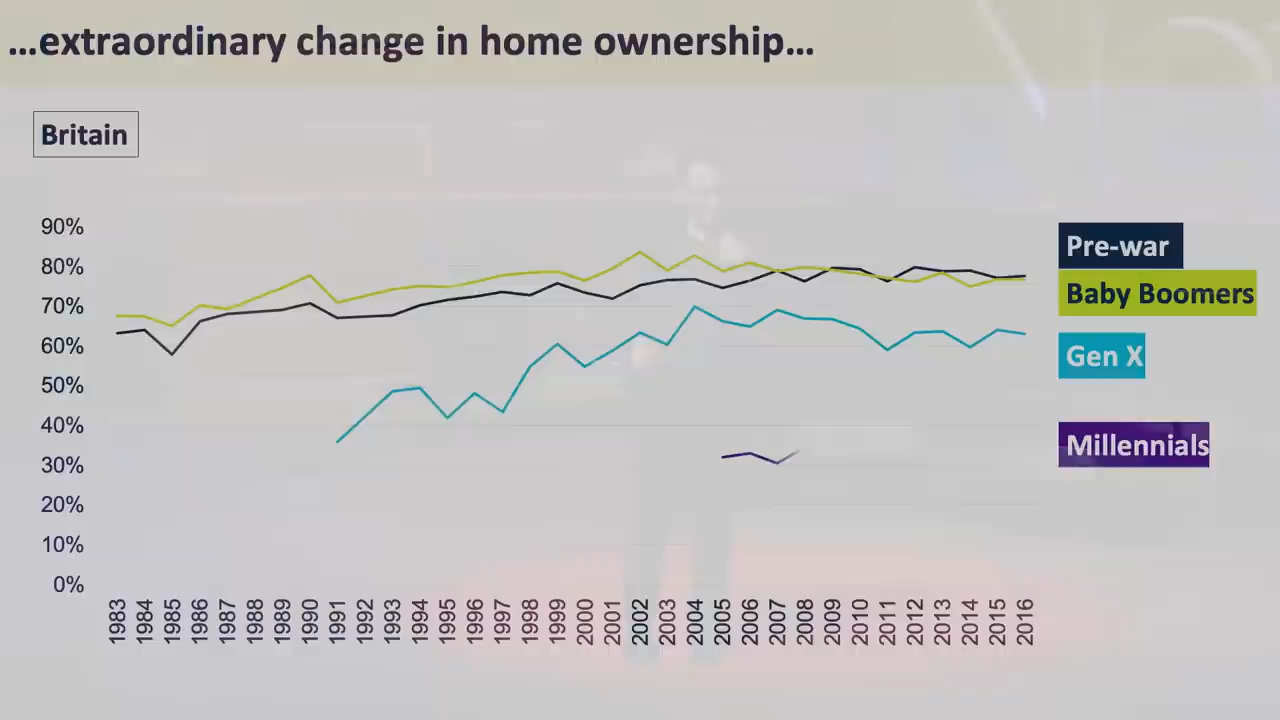 …extraordinary change in home ownership…
Britain
90%
80%
70%
60%
50%
40%
30%
20%
10%
0%
Pre-war
Baby Boomers
Gen X
Millennials
1983 1984 1985 1986 1987 1988 1989 1990 1991 1992 1993 1994 1995 1996 1997 1998 1999 2000 2001 2002 2003 2004 2005 2006 2007 2008 2009 2010 2011 2012 2013 2014 2015 2016